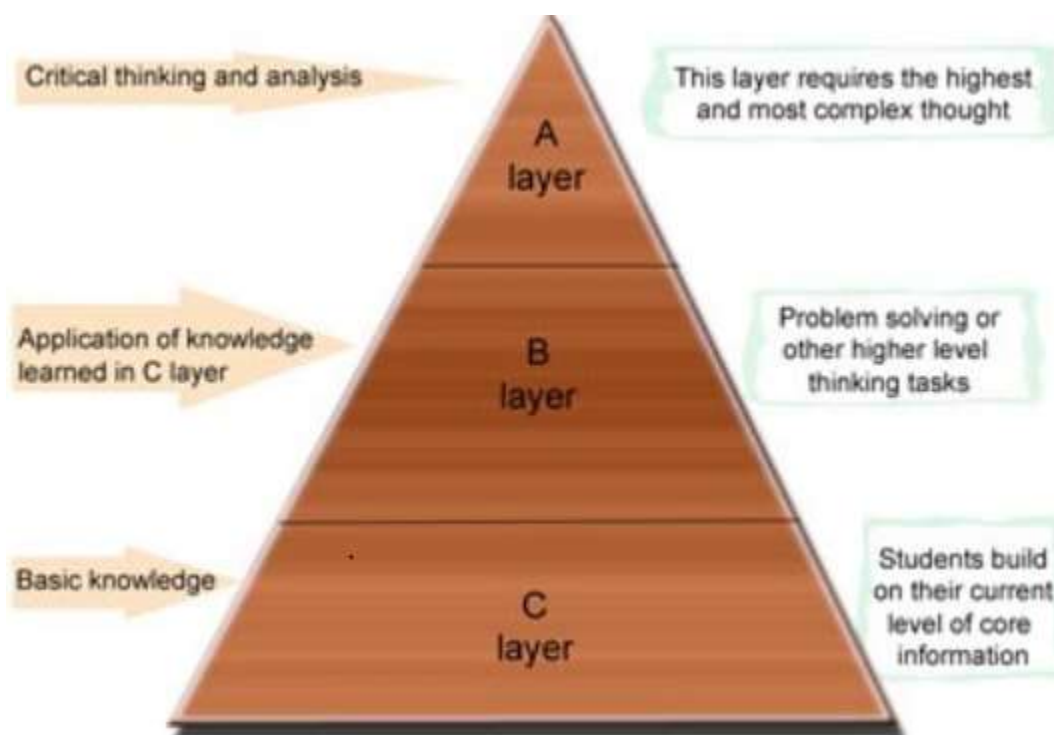 Critical thinking and analysis
This layer requires the highest
and most complex thought
A
layer
Application of knowledge
learned in C layer
B
layer
Problem solving or
other higher level
thinking tasks
Basic knowledge
C
layer
Students build
on their current
level of core
information